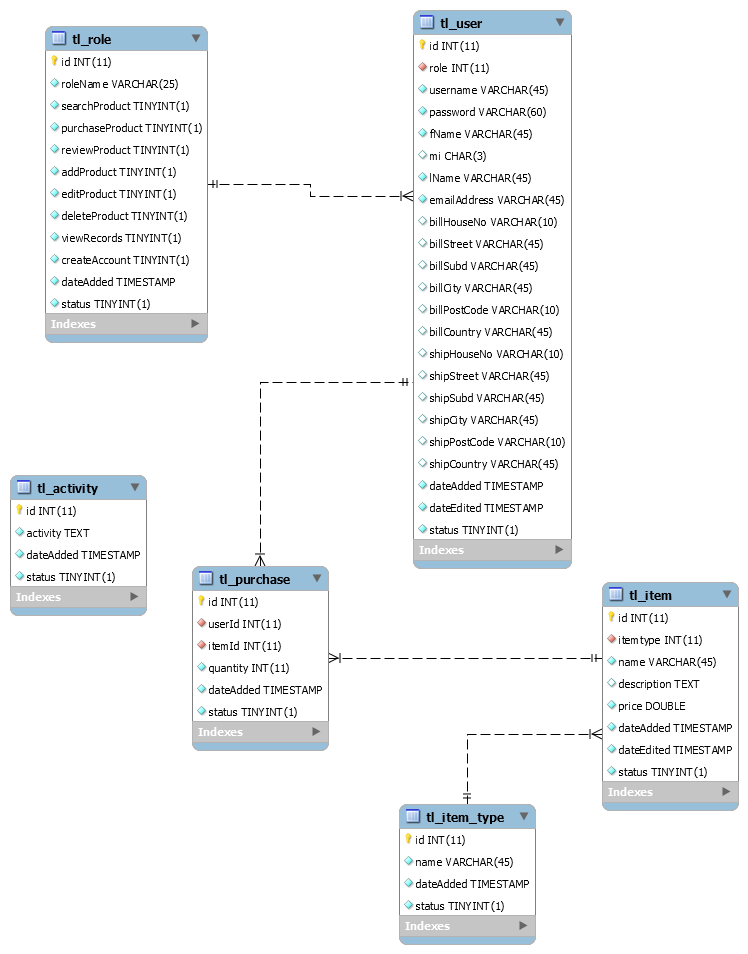 tl_role
id INT(11)
roleName VARCHAR(25)
searchProduct TINYINT(1)
purchaseProduct TINYINT(1)
reviewProduct TINYINT(1)
addProduct TINYINT(1)
editProduct TINYINT(1)
deleteProduct TINYINT(1)
viewRecords TINYINT(1)
createAccount TINYINT(1)
dateAdded TIMESTAMP
status TINYINT(1)
Indexes
tl_user
id INT(11)
role INT(11)
username VARCHAR(45)
password VARCHAR(60)
fName VARCHAR(45)
mi CHAR(3)
lName VARCHAR(45)
emailAddress VARCHAR(45)
billHouseNo VARCHAR(10)
billStreet VARCHAR(45)
billSubd VARCHAR(45)
billCity VARCHAR(45)
billPostCode VARCHAR(10)
billCountry VARCHAR(45)
shipHouseNo VARCHAR(10)
shipStreet VARCHAR(45)
shipSubd VARCHAR(45)
shipCity VARCHAR(45)
shipPostCode VARCHAR(10)
shipCountry VARCHAR(45)
dateAdded TIMESTAMP
dateEdited TIMESTAMP
status TINYINT(1)
Indexes
tl_activity
id INT(11)
activity TEXT
dateAdded TIMESTAMP
status TINYINT(1)
Indexes
tl_purchase
id INT(11)
userId INT(11)
itemId INT(11)
quantity INT(11)
dateAdded TIMESTAMP
status TINYINT(1)
Indexes
tl_item
id INT(11)
itemtype INT(11)
name VARCHAR(45)
description TEXT
price DOUBLE
dateAdded TIMESTAMP
dateEdited TIMESTAMP
status TINYINT(1)
Indexes
tl_item_type
id INT(11)
name VARCHAR(45)
dateAdded TIMESTAMP
status TINYINT(1)
Indexes